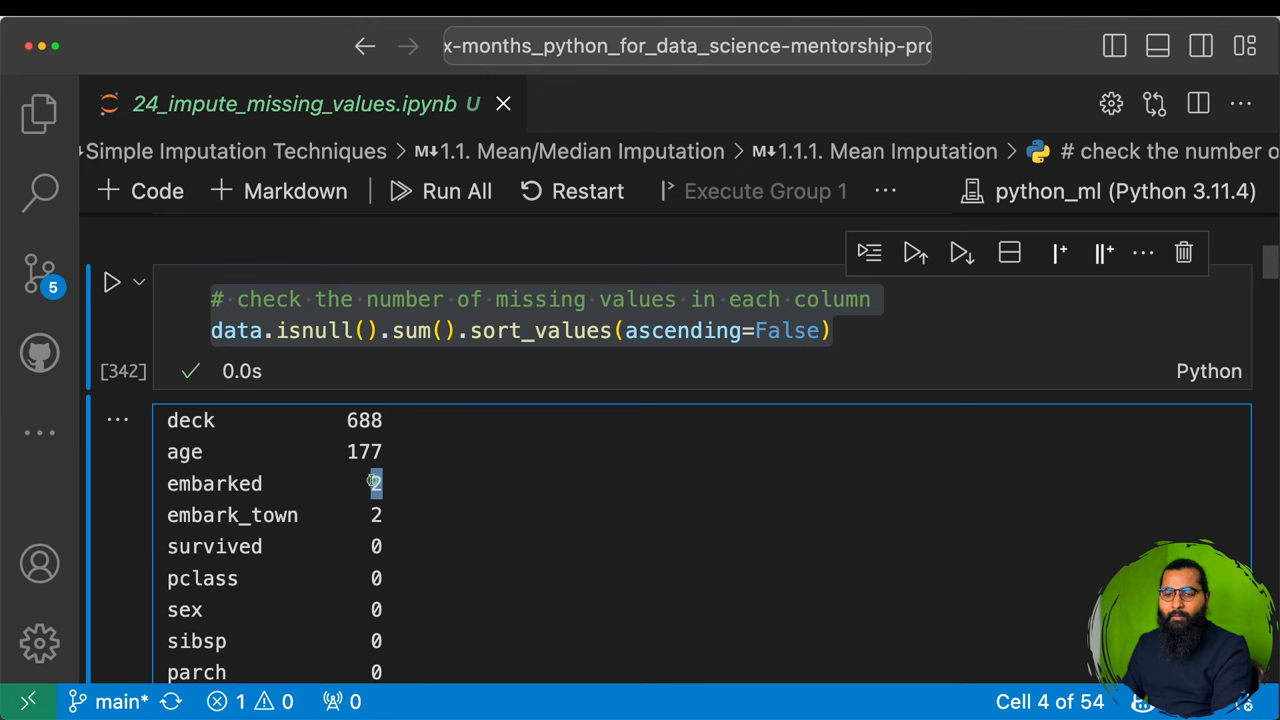 x-months_python_for_data_science-mentorship-pro
24_impute_missing_values.ipynb U
Simple Imputation Techniques > M↓1.1. Mean/Median Imputation > M↓1.1.1. Mean Imputation > # check the number o
+ Code + Markdown | Run All Restart Execute Group 1 ... python_ml (Python 3.11.4)
# check the number of missing values in each column
data.isnull().sum().sort_values(ascending=False)
[342] ✓ 0.0s Python
5
... deck 688
age 177
embarked 2
embark_town 2
survived 0
pclass 0
sex 0
sibsp 0
parch 0
main* 1 0 0 Cell 4 of 54